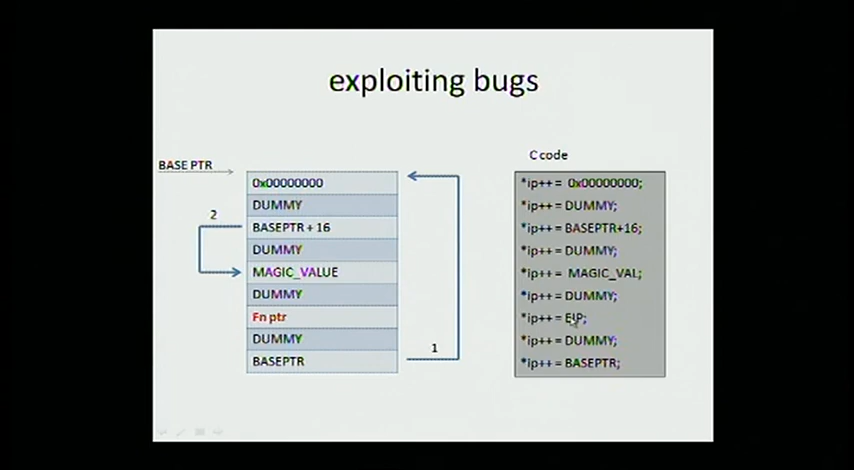 exploiting bugs
C code
BASE PTR
0x00000000
DUMMY
BASEPTR + 16
DUMMY
MAGIC_VALUE
DUMMY
Fn ptr
DUMMY
BASEPTR
2
1
*ip++ = 0x00000000;
*ip++ = DUMMY;
*ip++ = BASEPTR+16;
*ip++ = DUMMY;
*ip++ = MAGIC_VAL;
*ip++ = DUMMY;
*ip++ = EIP;
*ip++ = DUMMY;
*ip++ = BASEPTR;